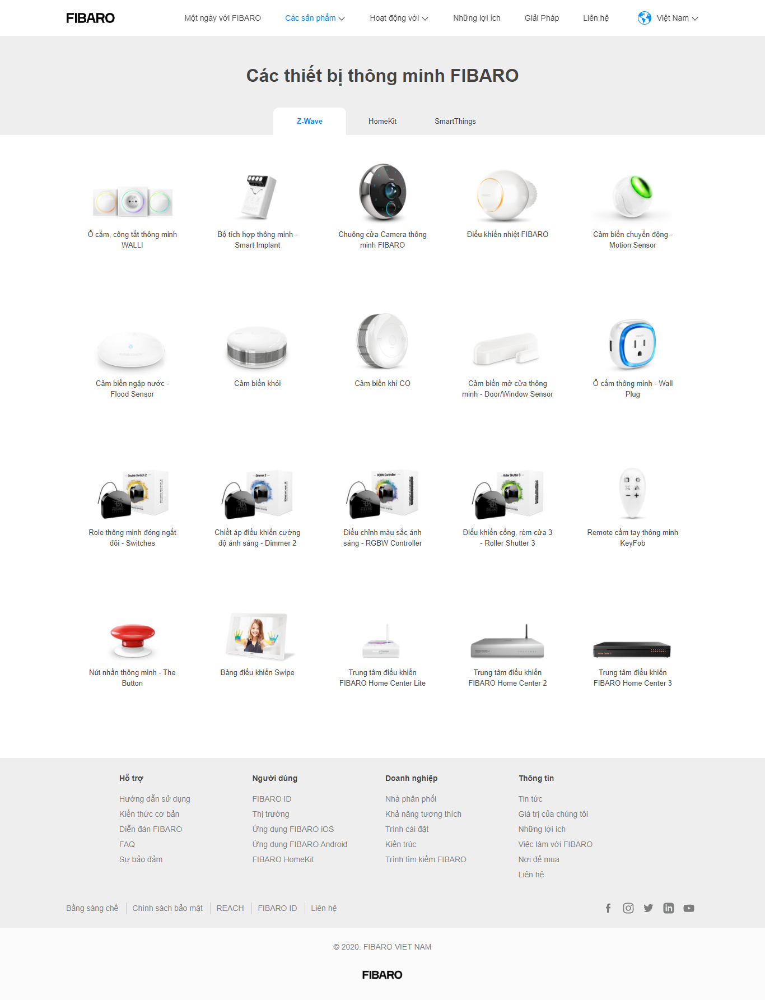 FIBARO
Một ngày với FIBARO
Các sản phẩm
Hoạt động với
Những lợi ích
Giải Pháp
Liên hệ
Việt Nam
Các thiết bị thông minh FIBARO
Z-Wave
HomeKit
SmartThings
Ổ cắm, công tắt thông minh
WALLI
Bộ tích hợp thông minh -
Smart Implant
Chuông cửa Camera thông
minh FIBARO
Điều khiển nhiệt FIBARO
Cảm biến chuyển động -
Motion Sensor
Cảm biến ngập nước -
Flood Sensor
Cảm biến khói
Cảm biến khí CO
Cảm biến mở cửa thông
minh - Door/Window Sensor
Ổ cắm thông minh - Wall
Plug
Double Switch 2
Dimmer 2
Dimmer 2
RGBW Controller
Roller Shutter 3
Role thông minh đóng ngắt
đôi - Switches
Chiết áp điều khiển cường
độ ánh sáng - Dimmer 2
Điều chỉnh màu sắc ánh
sáng - RGBW Controller
Điều khiển cổng, rèm cửa 3
- Roller Shutter 3
Remote cầm tay thông minh
KeyFob
Nút nhấn thông minh - The
Button
Bảng điều khiển Swipe
Trung tâm điều khiển
FIBARO Home Center Lite
Home Center 2
Trung tâm điều khiển
FIBARO Home Center 2
Home Center 3
Trung tâm điều khiển
FIBARO Home Center 3
Hỗ trợ
Hướng dẫn sử dụng
Kiến thức cơ bản
Diễn đàn FIBARO
FAQ
Sự bảo đảm
Người dùng
FIBARO ID
Thị trường
Ứng dụng FIBARO iOS
Ứng dụng FIBARO Android
FIBARO HomeKit
Doanh nghiệp
Nhà phân phối
Khả năng tương thích
Trình cài đặt
Kiến trúc
Trình tìm kiếm FIBARO
Thông tin
Tin tức
Giá trị của chúng tôi
Những lợi ích
Việc làm với FIBARO
Nơi để mua
Liên hệ
Bằng sáng chế
Chính sách bảo mật
REACH
FIBARO ID
Liên hệ
© 2020. FIBARO VIET NAM
FIBARO